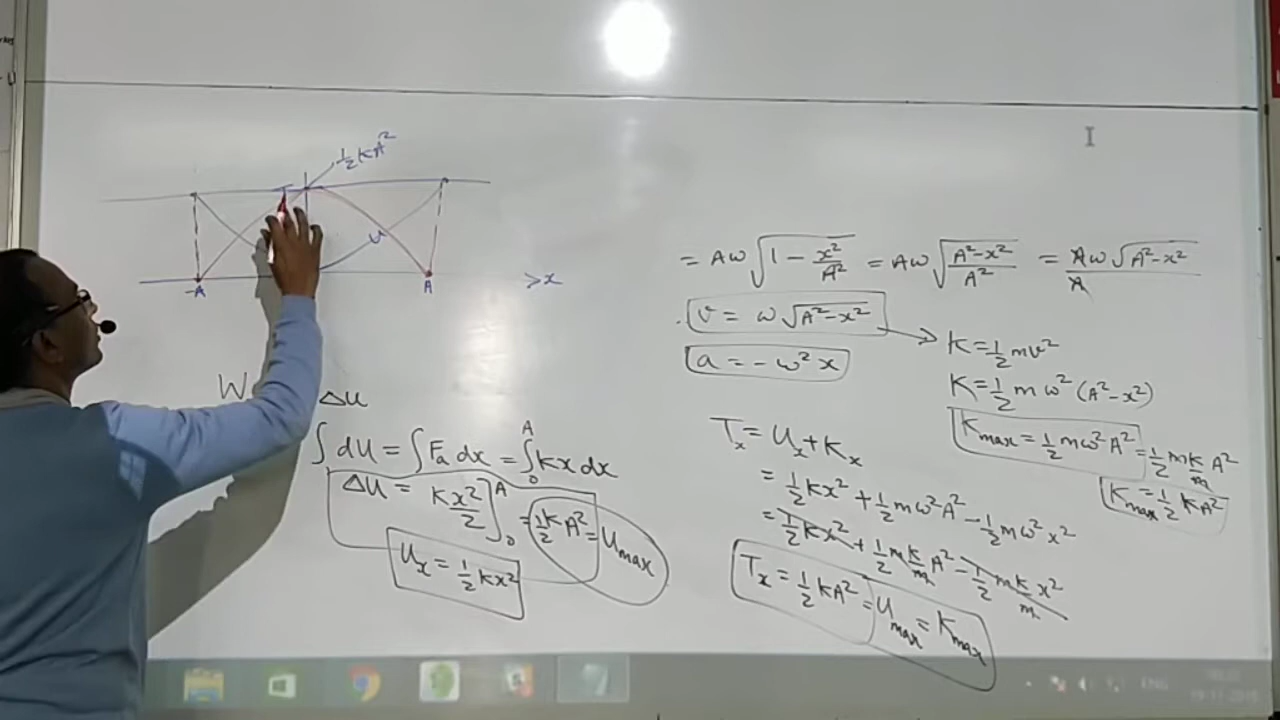 ½KA²
T
U
-A
A
>x
W
ΔU
∫dU = ∫Fₐ dx = ∫₀ᴬ kx dx
ΔU = kx²/2 ]₀ᴬ = ½KA² = Umax
Uₓ = ½kx²
= Aω√(1 - x²/A²) = Aω√((A²-x²)/A²) = Aω√(A²-x²)/A
v = ω√(A²-x²)
a = -ω²x
K = ½mv²
K = ½mω²(A²-x²)
Kmax = ½mω²A² = ½m k/m A²
Kmax = ½kA²
Tₓ = Uₓ + Kₓ
= ½kx² + ½mω²A² - ½mω²x²
= ½kx² + ½m k/m A² - ½m k/m x²
Tₓ = ½kA² = Umax = Kmax
ENG